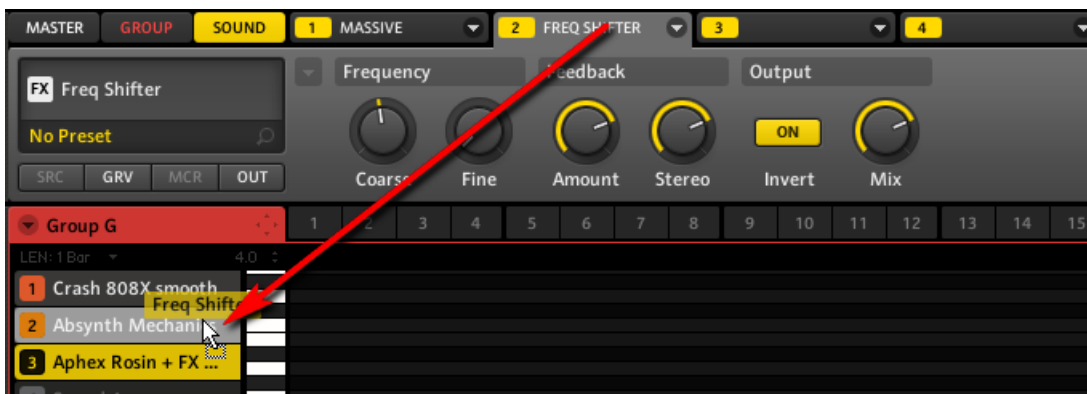 MASTER GROUP SOUND 1 MASSIVE 2 FREQ SHIFTER 3 4
FX Freq Shifter
No Preset
SRC GRV MCR OUT
Frequency Feedback Output
ON
Coarse Fine Amount Stereo Invert Mix
Group G 1 2 3 4 5 6 7 8 9 10 11 12 13 14 15
LEN: 1 Bar 4.0
1 Crash 808X smooth
Freq Shifte
2 Absynth Mechani
3 Aphex Rosin + FX ...